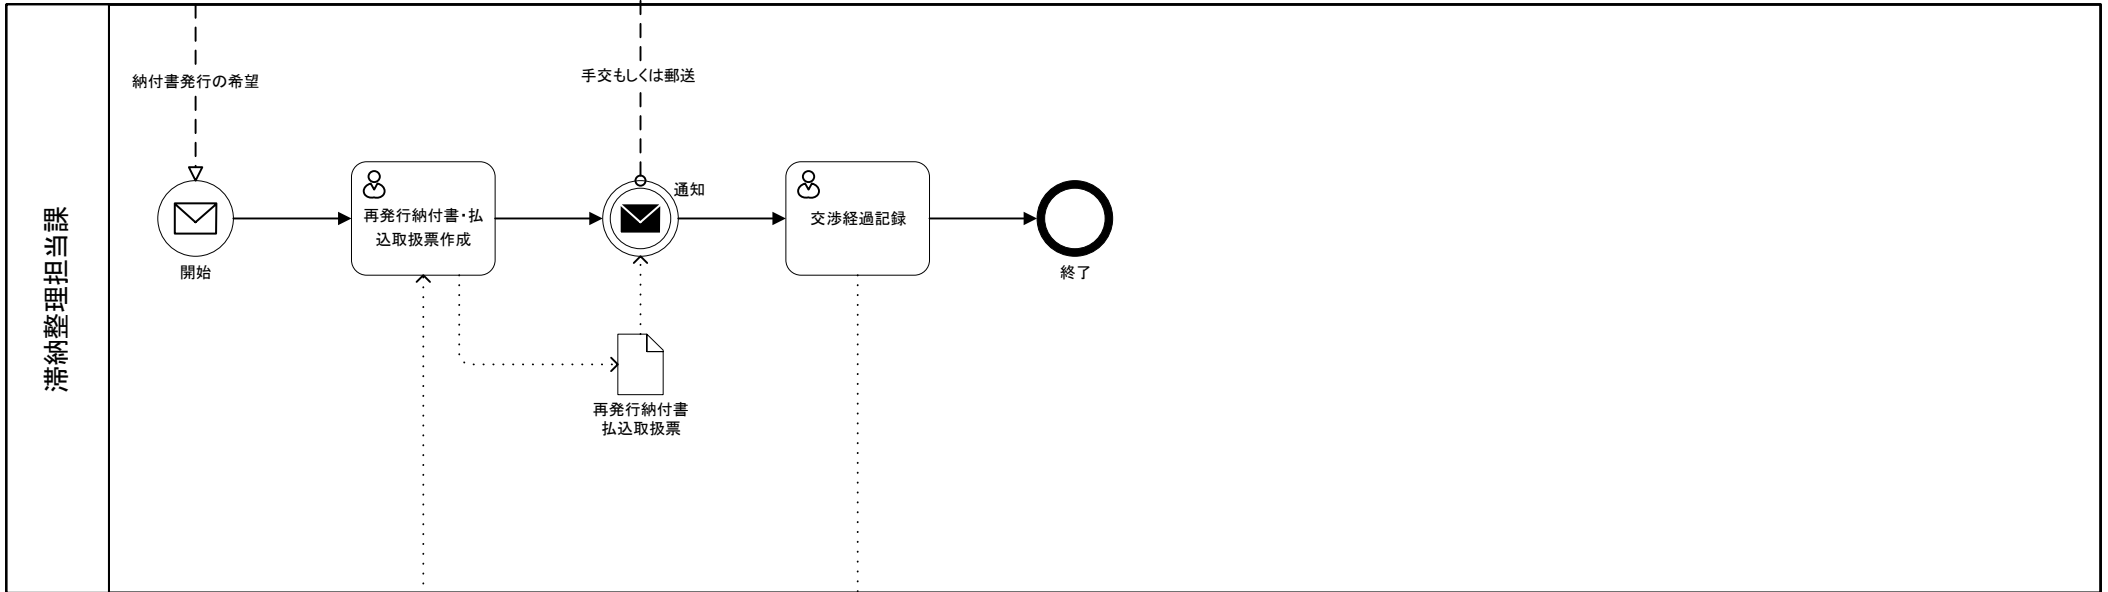 滞納整理担当課
納付書発行の希望
手交もしくは郵送
開始
再発行納付書・払
込取扱票作成
通知
交渉経過記録
終了
再発行納付書
払込取扱票